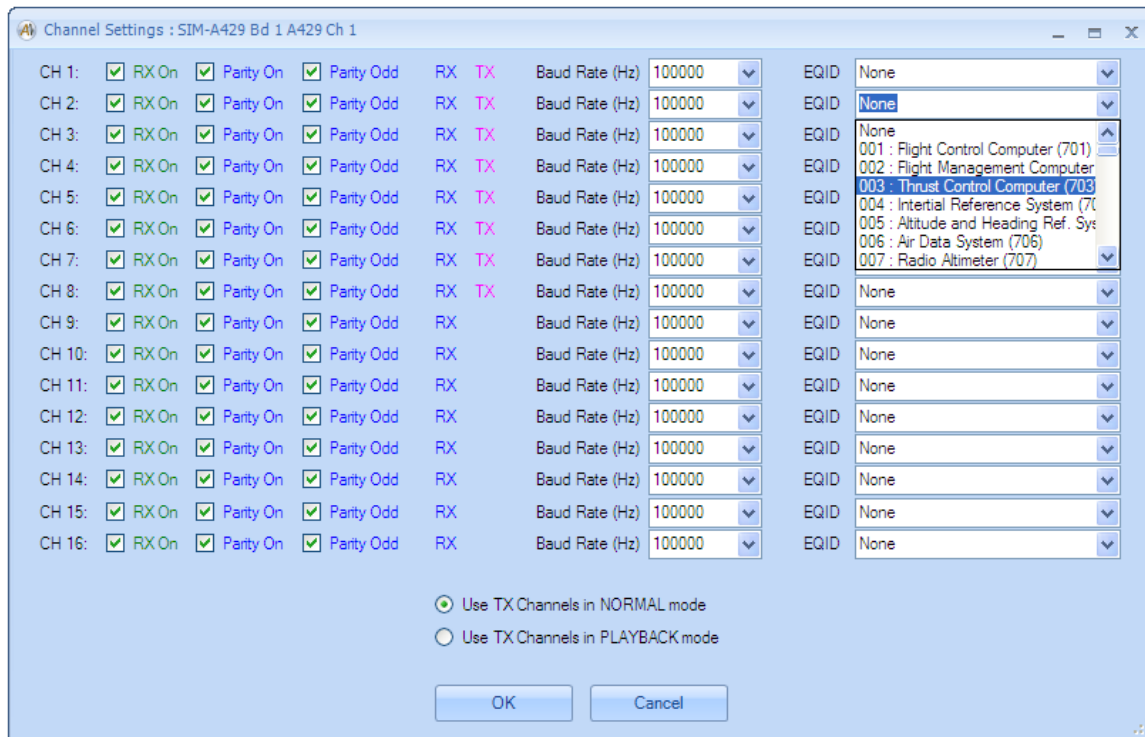 Channel Settings : SIM-A429 Bd 1 A429 Ch 1
CH 1: RX On Parity On Parity Odd RX TX Baud Rate (Hz) 100000 EQID None
CH 2: RX On Parity On Parity Odd RX TX Baud Rate (Hz) 100000 EQID None
CH 3: RX On Parity On Parity Odd RX TX Baud Rate (Hz) 100000 EQID
None
001 : Flight Control Computer (701)
CH 4: RX On Parity On Parity Odd RX TX Baud Rate (Hz) 100000 EQID
002 : Flight Management Computer
CH 5: RX On Parity On Parity Odd RX TX Baud Rate (Hz) 100000 EQID
003 : Thrust Control Computer (703)
004 : Intertial Reference System (70
CH 6: RX On Parity On Parity Odd RX TX Baud Rate (Hz) 100000 EQID
005 : Altitude and Heading Ref. Sys
006 : Air Data System (706)
CH 7: RX On Parity On Parity Odd RX TX Baud Rate (Hz) 100000 EQID
007 : Radio Altimeter (707)
CH 8: RX On Parity On Parity Odd RX TX Baud Rate (Hz) 100000 EQID None
CH 9: RX On Parity On Parity Odd RX Baud Rate (Hz) 100000 EQID None
CH 10: RX On Parity On Parity Odd RX Baud Rate (Hz) 100000 EQID None
CH 11: RX On Parity On Parity Odd RX Baud Rate (Hz) 100000 EQID None
CH 12: RX On Parity On Parity Odd RX Baud Rate (Hz) 100000 EQID None
CH 13: RX On Parity On Parity Odd RX Baud Rate (Hz) 100000 EQID None
CH 14: RX On Parity On Parity Odd RX Baud Rate (Hz) 100000 EQID None
CH 15: RX On Parity On Parity Odd RX Baud Rate (Hz) 100000 EQID None
CH 16: RX On Parity On Parity Odd RX Baud Rate (Hz) 100000 EQID None
Use TX Channels in NORMAL mode
Use TX Channels in PLAYBACK mode
OK Cancel